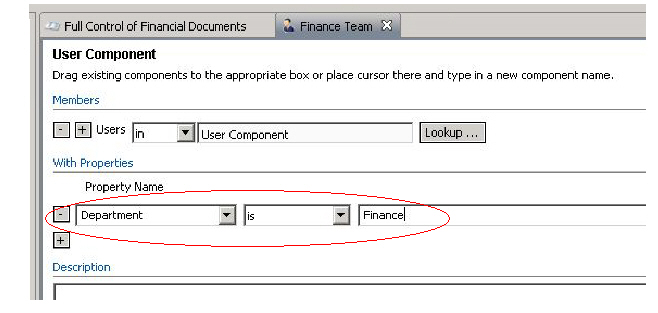 Full Control of Financial Documents Finance Team
User Component
Drag existing components to the appropriate box or place cursor there and type in a new component name.
Members
- + Users in User Component Lookup ...
With Properties
Property Name
- Department is Finance
+
Description